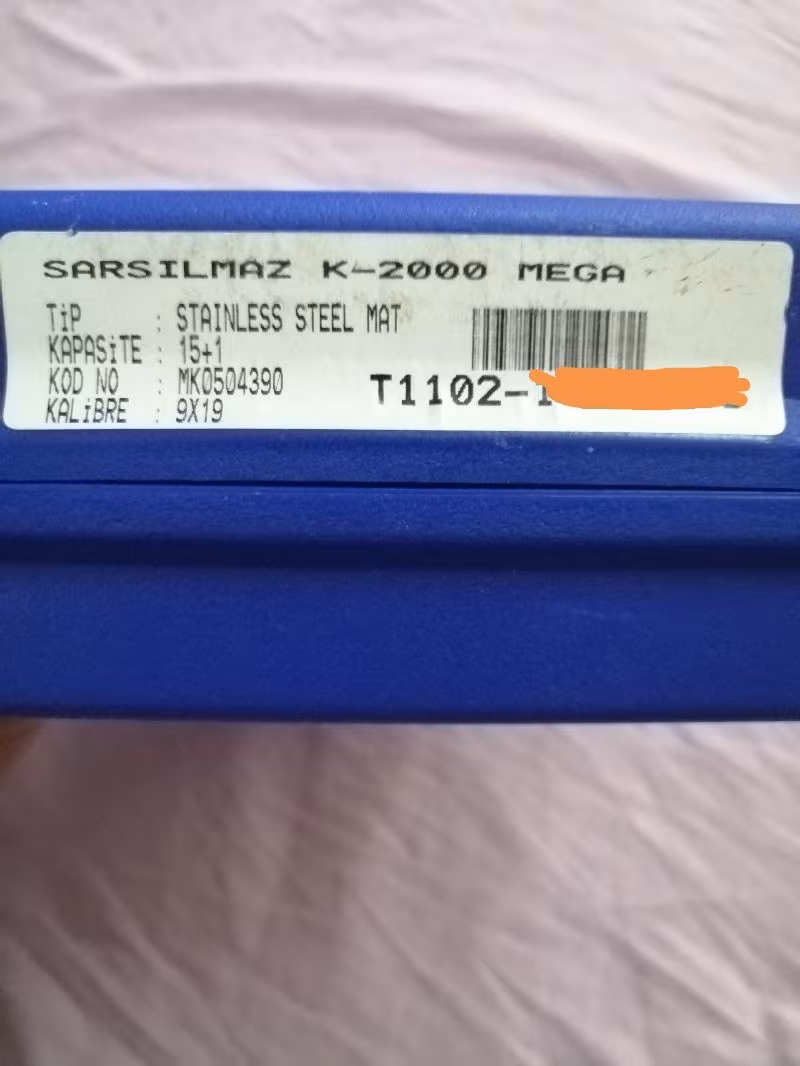 SARSILMAZ K-2000 MEGA
TiP : STAINLESS STEEL MAT
KAPASiTE : 15+1
KOD NO : MK0504390
KALiBRE : 9X19
T1102-1